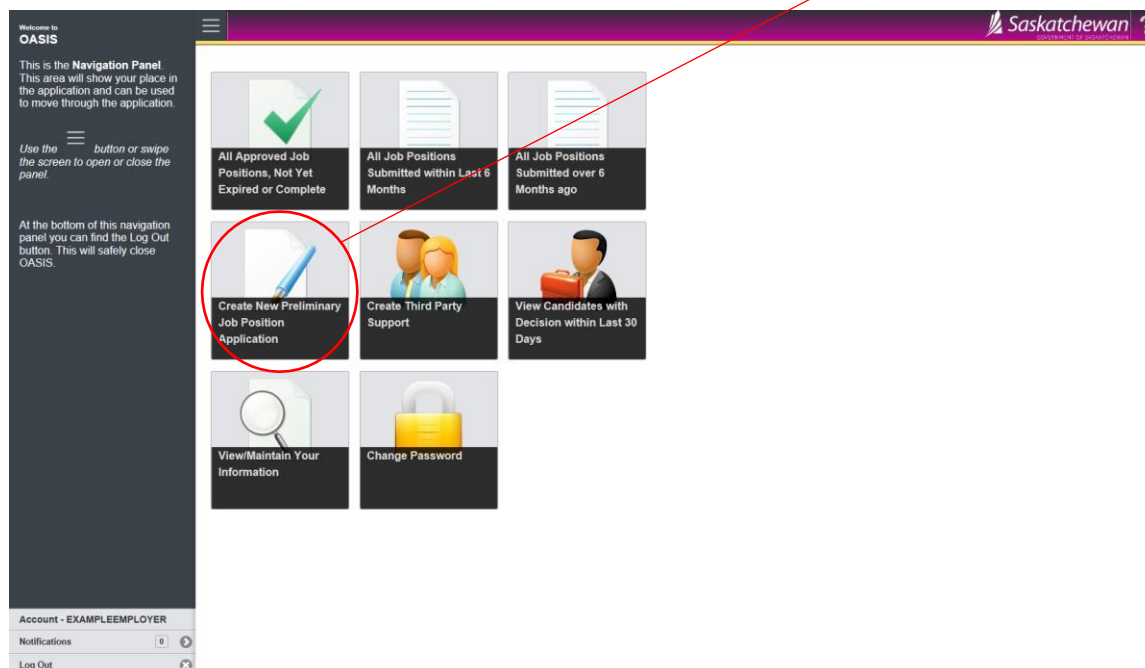 Welcome to
OASIS
This is the Navigation Panel.
This area will show your place in
the application and can be used
to move through the application.
Use the button or swipe
the screen to open or close the
panel.
At the bottom of this navigation
panel you can find the Log Out
button. This will safely close
OASIS.
Account - EXAMPLEEMPLOYER
Notifications 0
Log Out
Saskatchewan ?
GOVERNMENT OF SASKATCHEWAN
All Approved Job
Positions, Not Yet
Expired or Complete
All Job Positions
Submitted within Last 6
Months
All Job Positions
Submitted over 6
Months ago
Create New Preliminary
Job Position
Application
Create Third Party
Support
View Candidates with
Decision within Last 30
Days
View/Maintain Your
Information
Change Password